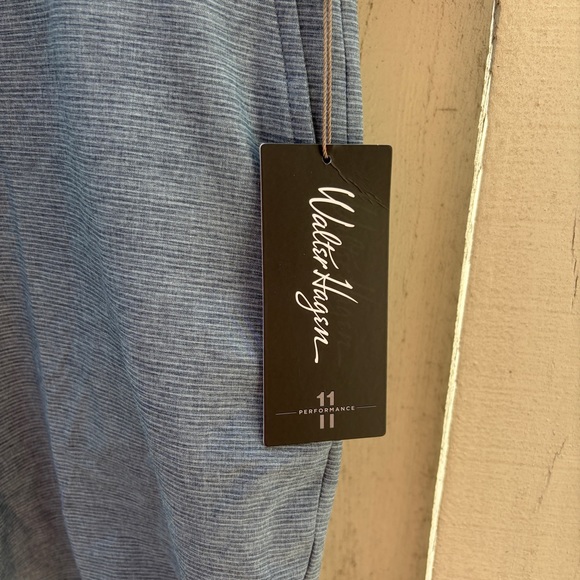 Walter Hagen
11
PERFORMANCE
11